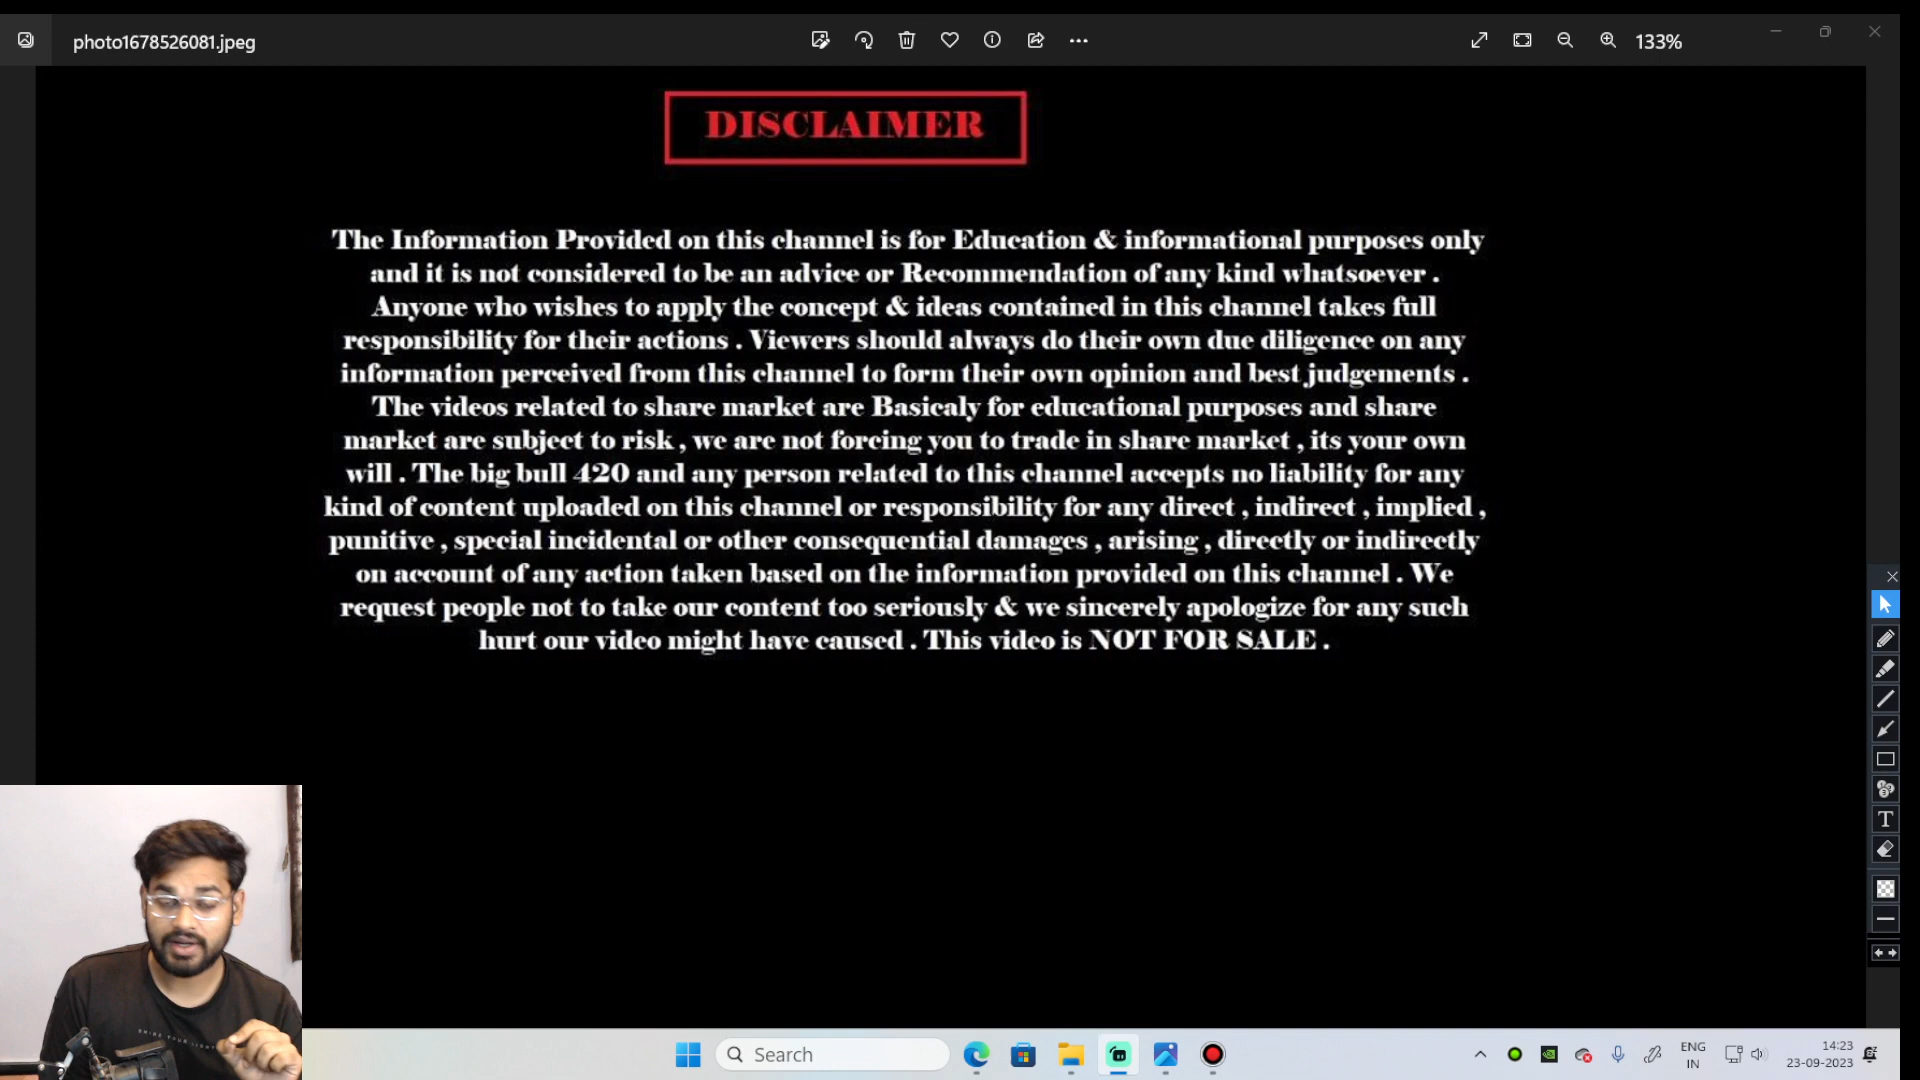 photo1678526081.jpeg
133%
DISCLAIMER
The Information Provided on this channel is for Education & informational purposes only
and it is not considered to be an advice or Recommendation of any kind whatsoever .
Anyone who wishes to apply the concept & ideas contained in this channel takes full
responsibility for their actions . Viewers should always do their own due diligence on any
information perceived from this channel to form their own opinion and best judgements .
The videos related to share market are Basicaly for educational purposes and share
market are subject to risk , we are not forcing you to trade in share market , its your own
will . The big bull 420 and any person related to this channel accepts no liability for any
kind of content uploaded on this channel or responsibility for any direct , indirect , implied ,
punitive , special incidental or other consequential damages , arising , directly or indirectly
on account of any action taken based on the information provided on this channel . We
request people not to take our content too seriously & we sincerely apologize for any such
hurt our video might have caused . This video is NOT FOR SALE .
T
Search
ENG
IN
14:23
23-09-2023